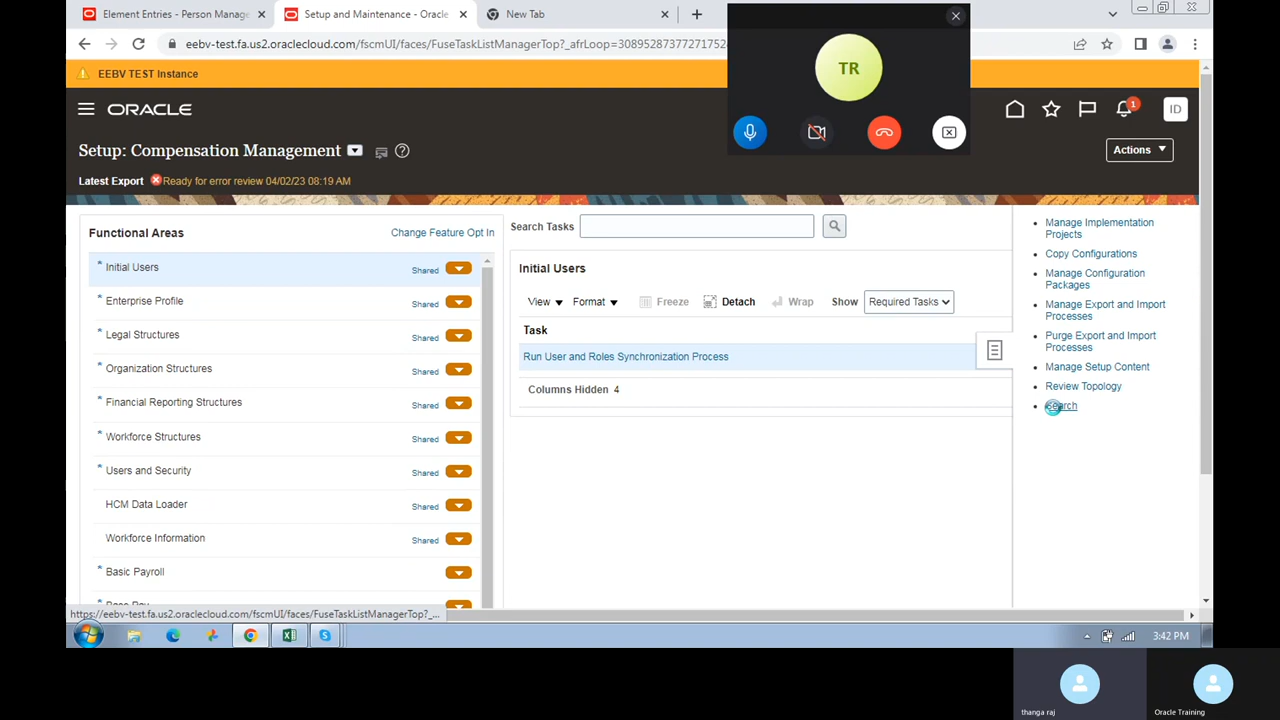 Element Entries - Person Manage
Setup and Maintenance - Oracle
New Tab
eebv-test.fa.us2.oraclecloud.com/fscmUI/faces/FuseTaskListManagerTop?_afrLoop=30895287377271752
EEBV TEST Instance
TR
ORACLE
1
ID
Setup: Compensation Management
Actions
Latest Export
Ready for error review 04/02/23 08:19 AM
Functional Areas
Change Feature Opt In
* Initial Users
Shared
* Enterprise Profile
Shared
* Legal Structures
Shared
* Organization Structures
Shared
* Financial Reporting Structures
Shared
* Workforce Structures
Shared
* Users and Security
Shared
HCM Data Loader
Shared
Workforce Information
Shared
* Basic Payroll
* Base Pay
Search Tasks
Initial Users
View
Format
Freeze
Detach
Wrap
Show
Required Tasks
Task
Run User and Roles Synchronization Process
Columns Hidden 4
Manage Implementation
Projects
Copy Configurations
Manage Configuration
Packages
Manage Export and Import
Processes
Purge Export and Import
Processes
Manage Setup Content
Review Topology
Search
https://eebv-test.fa.us2.oraclecloud.com/fscmUI/faces/FuseTaskListManagerTop?_...
3:42 PM
thanga raj
Oracle Training